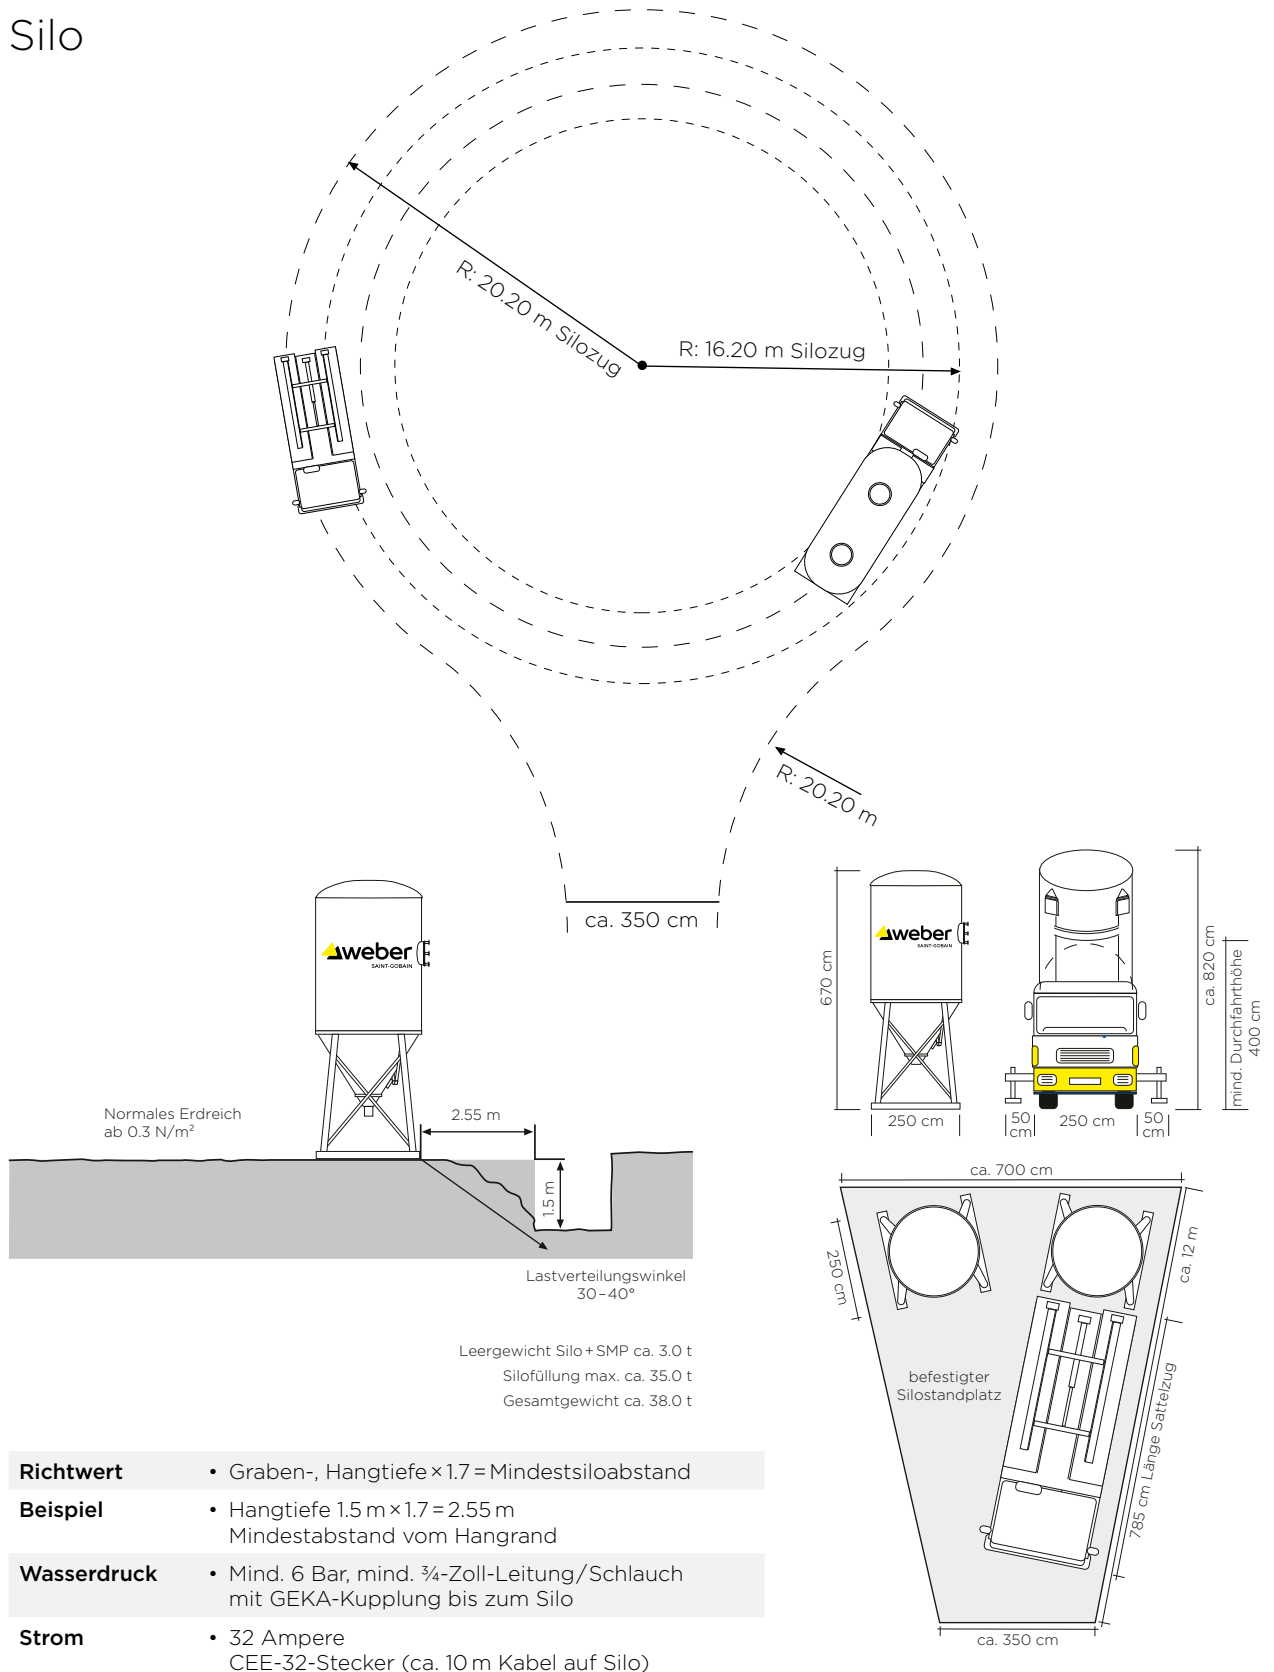 Silo
R: 20.20 m Silozug
R: 16.20 m Silozug
R: 20.20 m
ca. 350 cm
weber
SAINT-GOBAIN
Normales Erdreich
ab 0.3 N/m²
2.55 m
1.5 m
Lastverteilungswinkel
30–40°
Leergewicht Silo + SMP ca. 3.0 t
Silofüllung max. ca. 35.0 t
Gesamtgewicht ca. 38.0 t
weber
SAINT-GOBAIN
670 cm
250 cm
50
cm
250 cm
50
cm
ca. 820 cm
mind. Durchfahrthöhe
400 cm
ca. 700 cm
250 cm
ca. 12 m
befestigter
Silostandplatz
785 cm Länge Sattelzug
ca. 350 cm
Richtwert • Graben-, Hangtiefe × 1.7 = Mindestsiloabstand
Beispiel • Hangtiefe 1.5 m × 1.7 = 2.55 m
Mindestabstand vom Hangrand
Wasserdruck • Mind. 6 Bar, mind. ¾-Zoll-Leitung/Schlauch
mit GEKA-Kupplung bis zum Silo
Strom • 32 Ampere
CEE-32-Stecker (ca. 10 m Kabel auf Silo)